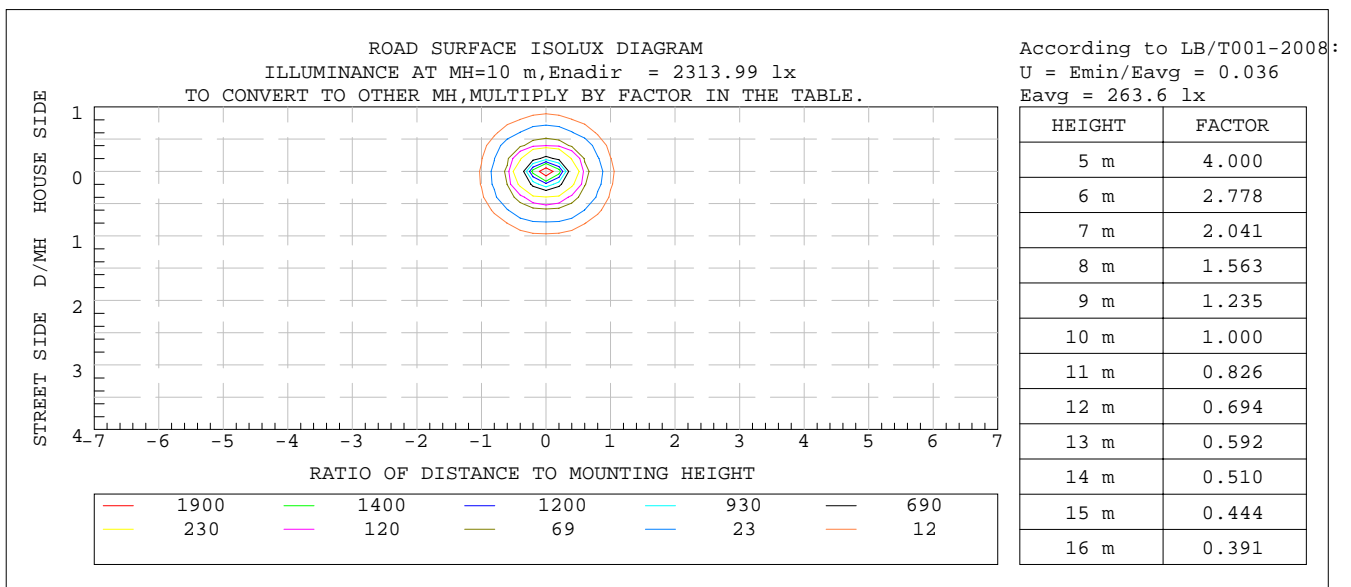 ROAD SURFACE ISOLUX DIAGRAM
ILLUMINANCE AT MH=10 m,Enadir = 2313.99 lx
TO CONVERT TO OTHER MH,MULTIPLY BY FACTOR IN THE TABLE.
STREET SIDE D/MH HOUSE SIDE
1
0
1
2
3
4
-7 -6 -5 -4 -3 -2 -1 0 1 2 3 4 5 6 7
RATIO OF DISTANCE TO MOUNTING HEIGHT
1900 1400 1200 930 690
230 120 69 23 12
According to LB/T001-2008:
U = Emin/Eavg = 0.036
Eavg = 263.6 lx
HEIGHT FACTOR
5 m 4.000
6 m 2.778
7 m 2.041
8 m 1.563
9 m 1.235
10 m 1.000
11 m 0.826
12 m 0.694
13 m 0.592
14 m 0.510
15 m 0.444
16 m 0.391